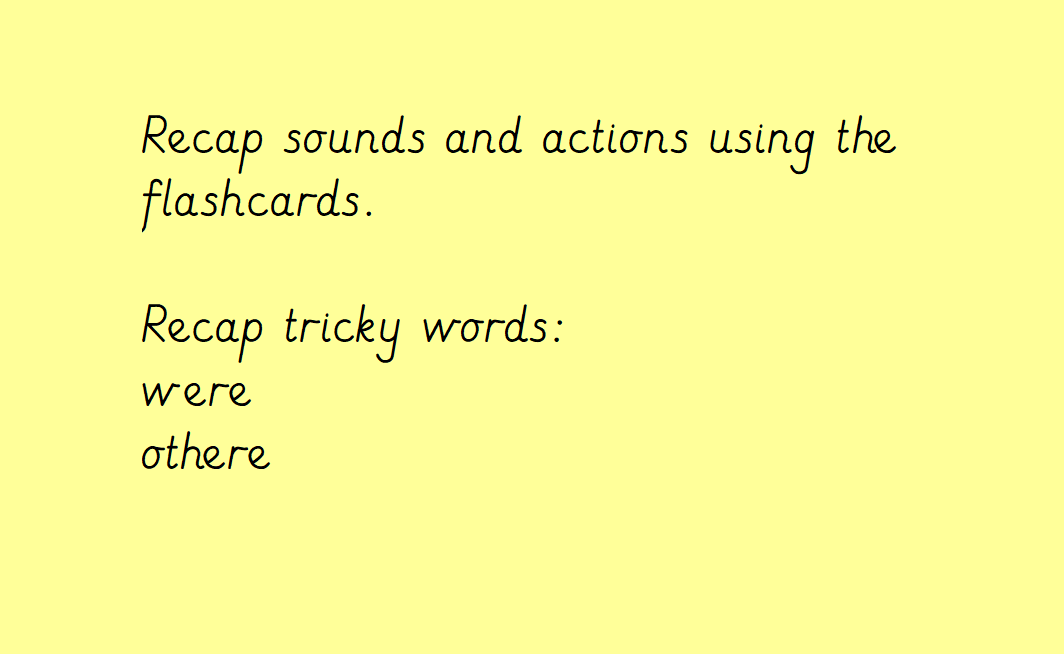 Recap sounds and actions using the
flashcards.
Recap tricky words:
were
othere